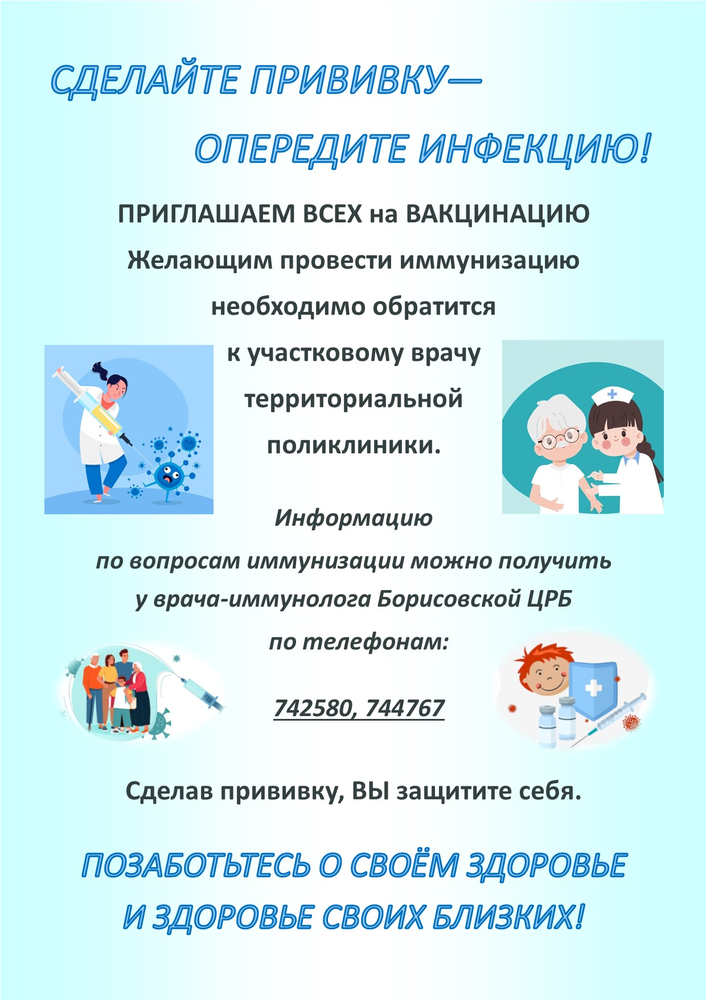 СДЕЛАЙТЕ ПРИВИВКУ—
ОПЕРЕДИТЕ ИНФЕКЦИЮ!
ПРИГЛАШАЕМ ВСЕХ на ВАКЦИНАЦИЮ
Желающим провести иммунизацию
необходимо обратится
к участковому врачу
территориальной
поликлиники.
Информацию
по вопросам иммунизации можно получить
у врача-иммунолога Борисовской ЦРБ
по телефонам:
742580, 744767
Сделав прививку, ВЫ защитите себя.
ПОЗАБОТЬТЕСЬ О СВОЁМ ЗДОРОВЬЕ
И ЗДОРОВЬЕ СВОИХ БЛИЗКИХ!